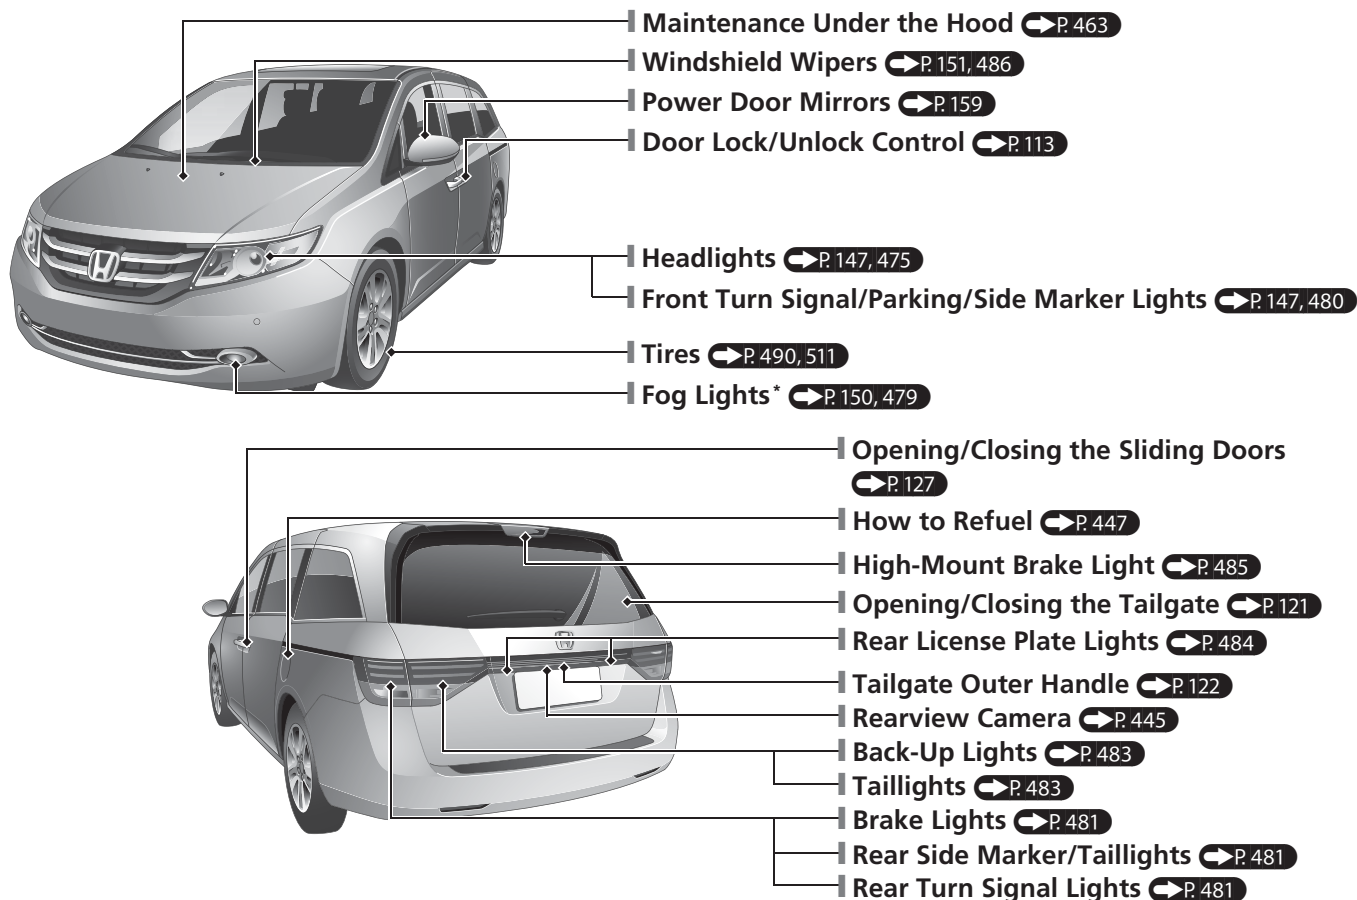 Maintenance Under the Hood P. 463
Windshield Wipers P. 151, 486
Power Door Mirrors P. 159
Door Lock/Unlock Control P. 113
Headlights P. 147, 475
Front Turn Signal/Parking/Side Marker Lights P. 147, 480
Tires P. 490, 511
Fog Lights* P. 150, 479
Opening/Closing the Sliding Doors
P. 127
How to Refuel P. 447
High-Mount Brake Light P. 485
Opening/Closing the Tailgate P. 121
Rear License Plate Lights P. 484
Tailgate Outer Handle P. 122
Rearview Camera P. 445
Back-Up Lights P. 483
Taillights P. 483
Brake Lights P. 481
Rear Side Marker/Taillights P. 481
Rear Turn Signal Lights P. 481